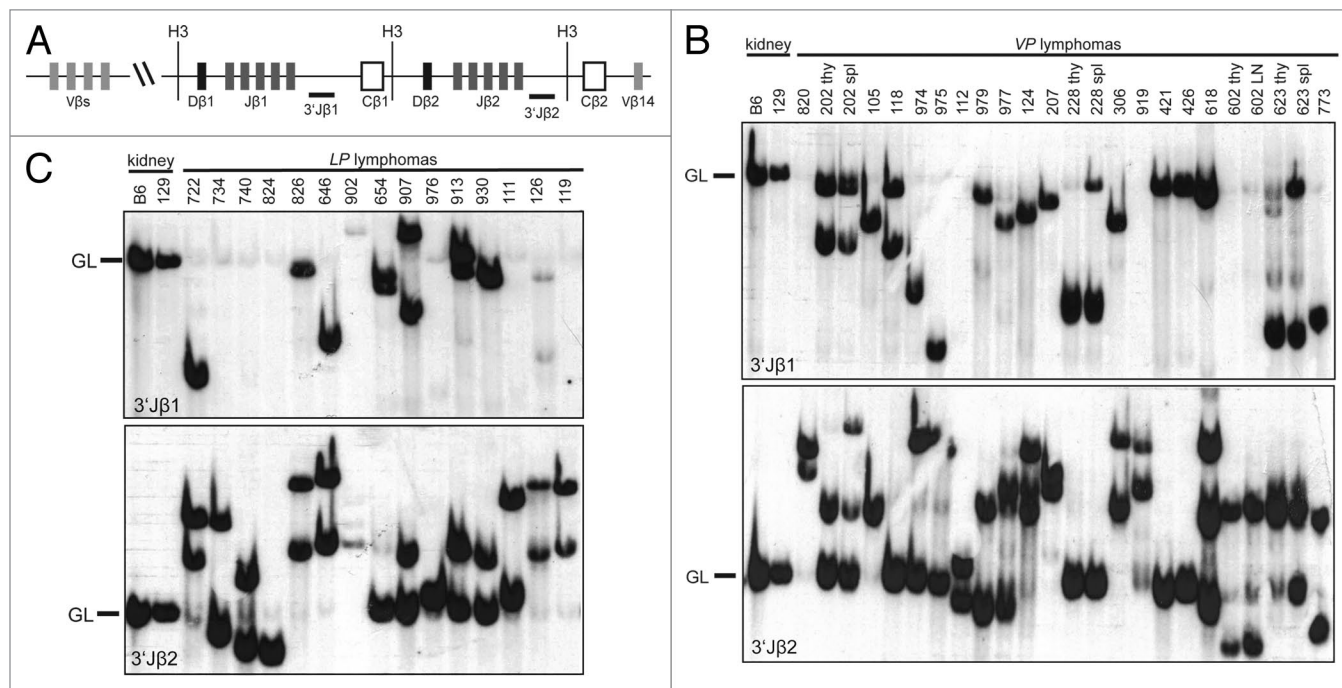 A
H3 H3 H3
Vβs Dβ1 Jβ1 3'Jβ1 Cβ1 Dβ2 Jβ2 3'Jβ2 Cβ2 Vβ14
B
kidney VP lymphomas
B6 129 820 202 thy 202 spl 105 118 974 975 112 979 977 124 207 228 thy 228 spl 306 919 421 426 618 602 thy 602 LN 623 thy 623 spl 773
GL
3'Jβ1
GL
3'Jβ2
C
kidney LP lymphomas
B6 129 722 734 740 824 826 646 902 654 907 976 913 930 111 126 119
GL
3'Jβ1
GL
3'Jβ2